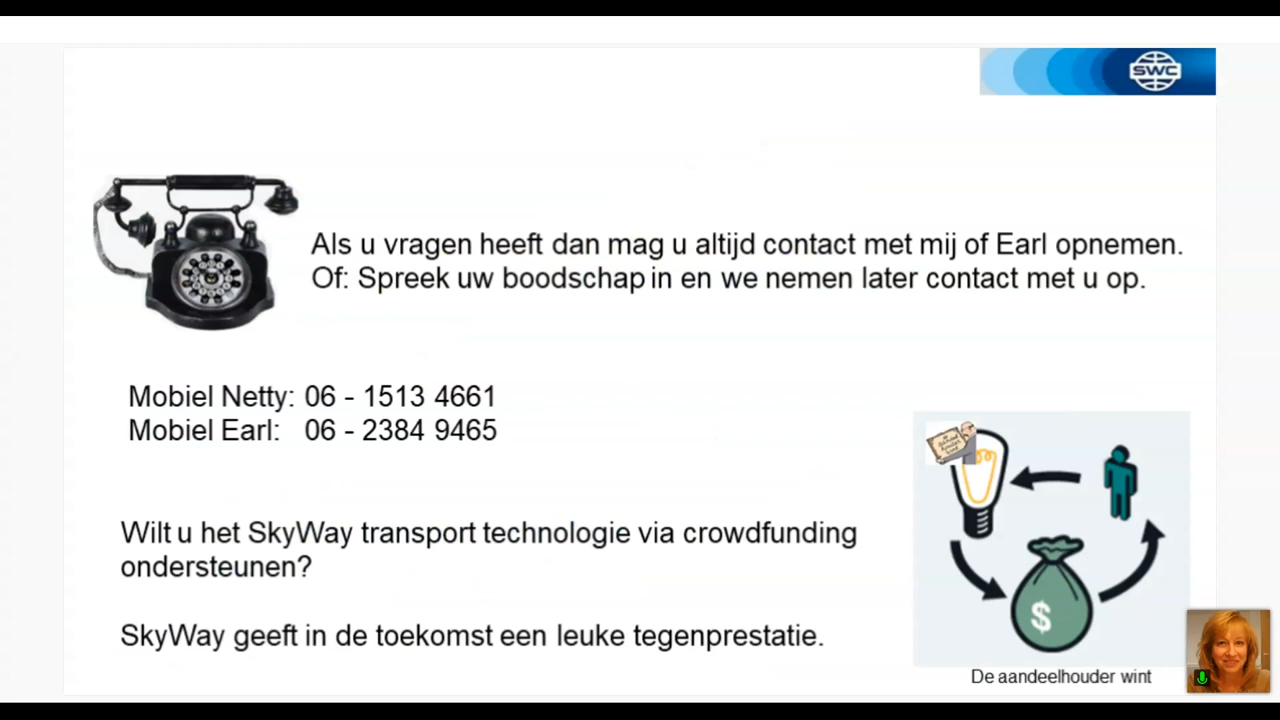 SWC
Als u vragen heeft dan mag u altijd contact met mij of Earl opnemen.
Of: Spreek uw boodschap in en we nemen later contact met u op.
Mobiel Netty: 06 - 1513 4661
Mobiel Earl: 06 - 2384 9465
Wilt u het SkyWay transport technologie via crowdfunding
ondersteunen?
SkyWay geeft in de toekomst een leuke tegenprestatie.
$
De aandeelhouder wint